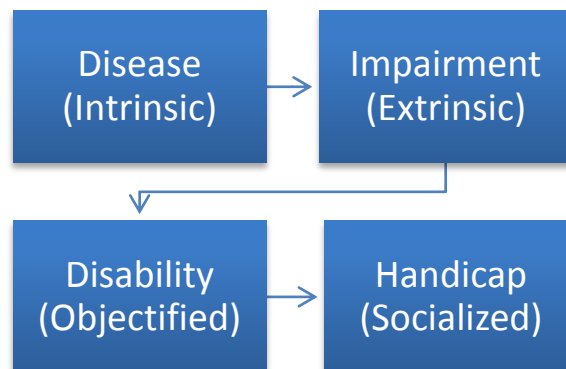 Disease
(Intrinsic)
Impairment
(Extrinsic)
Disability
(Objectified)
Handicap
(Socialized)